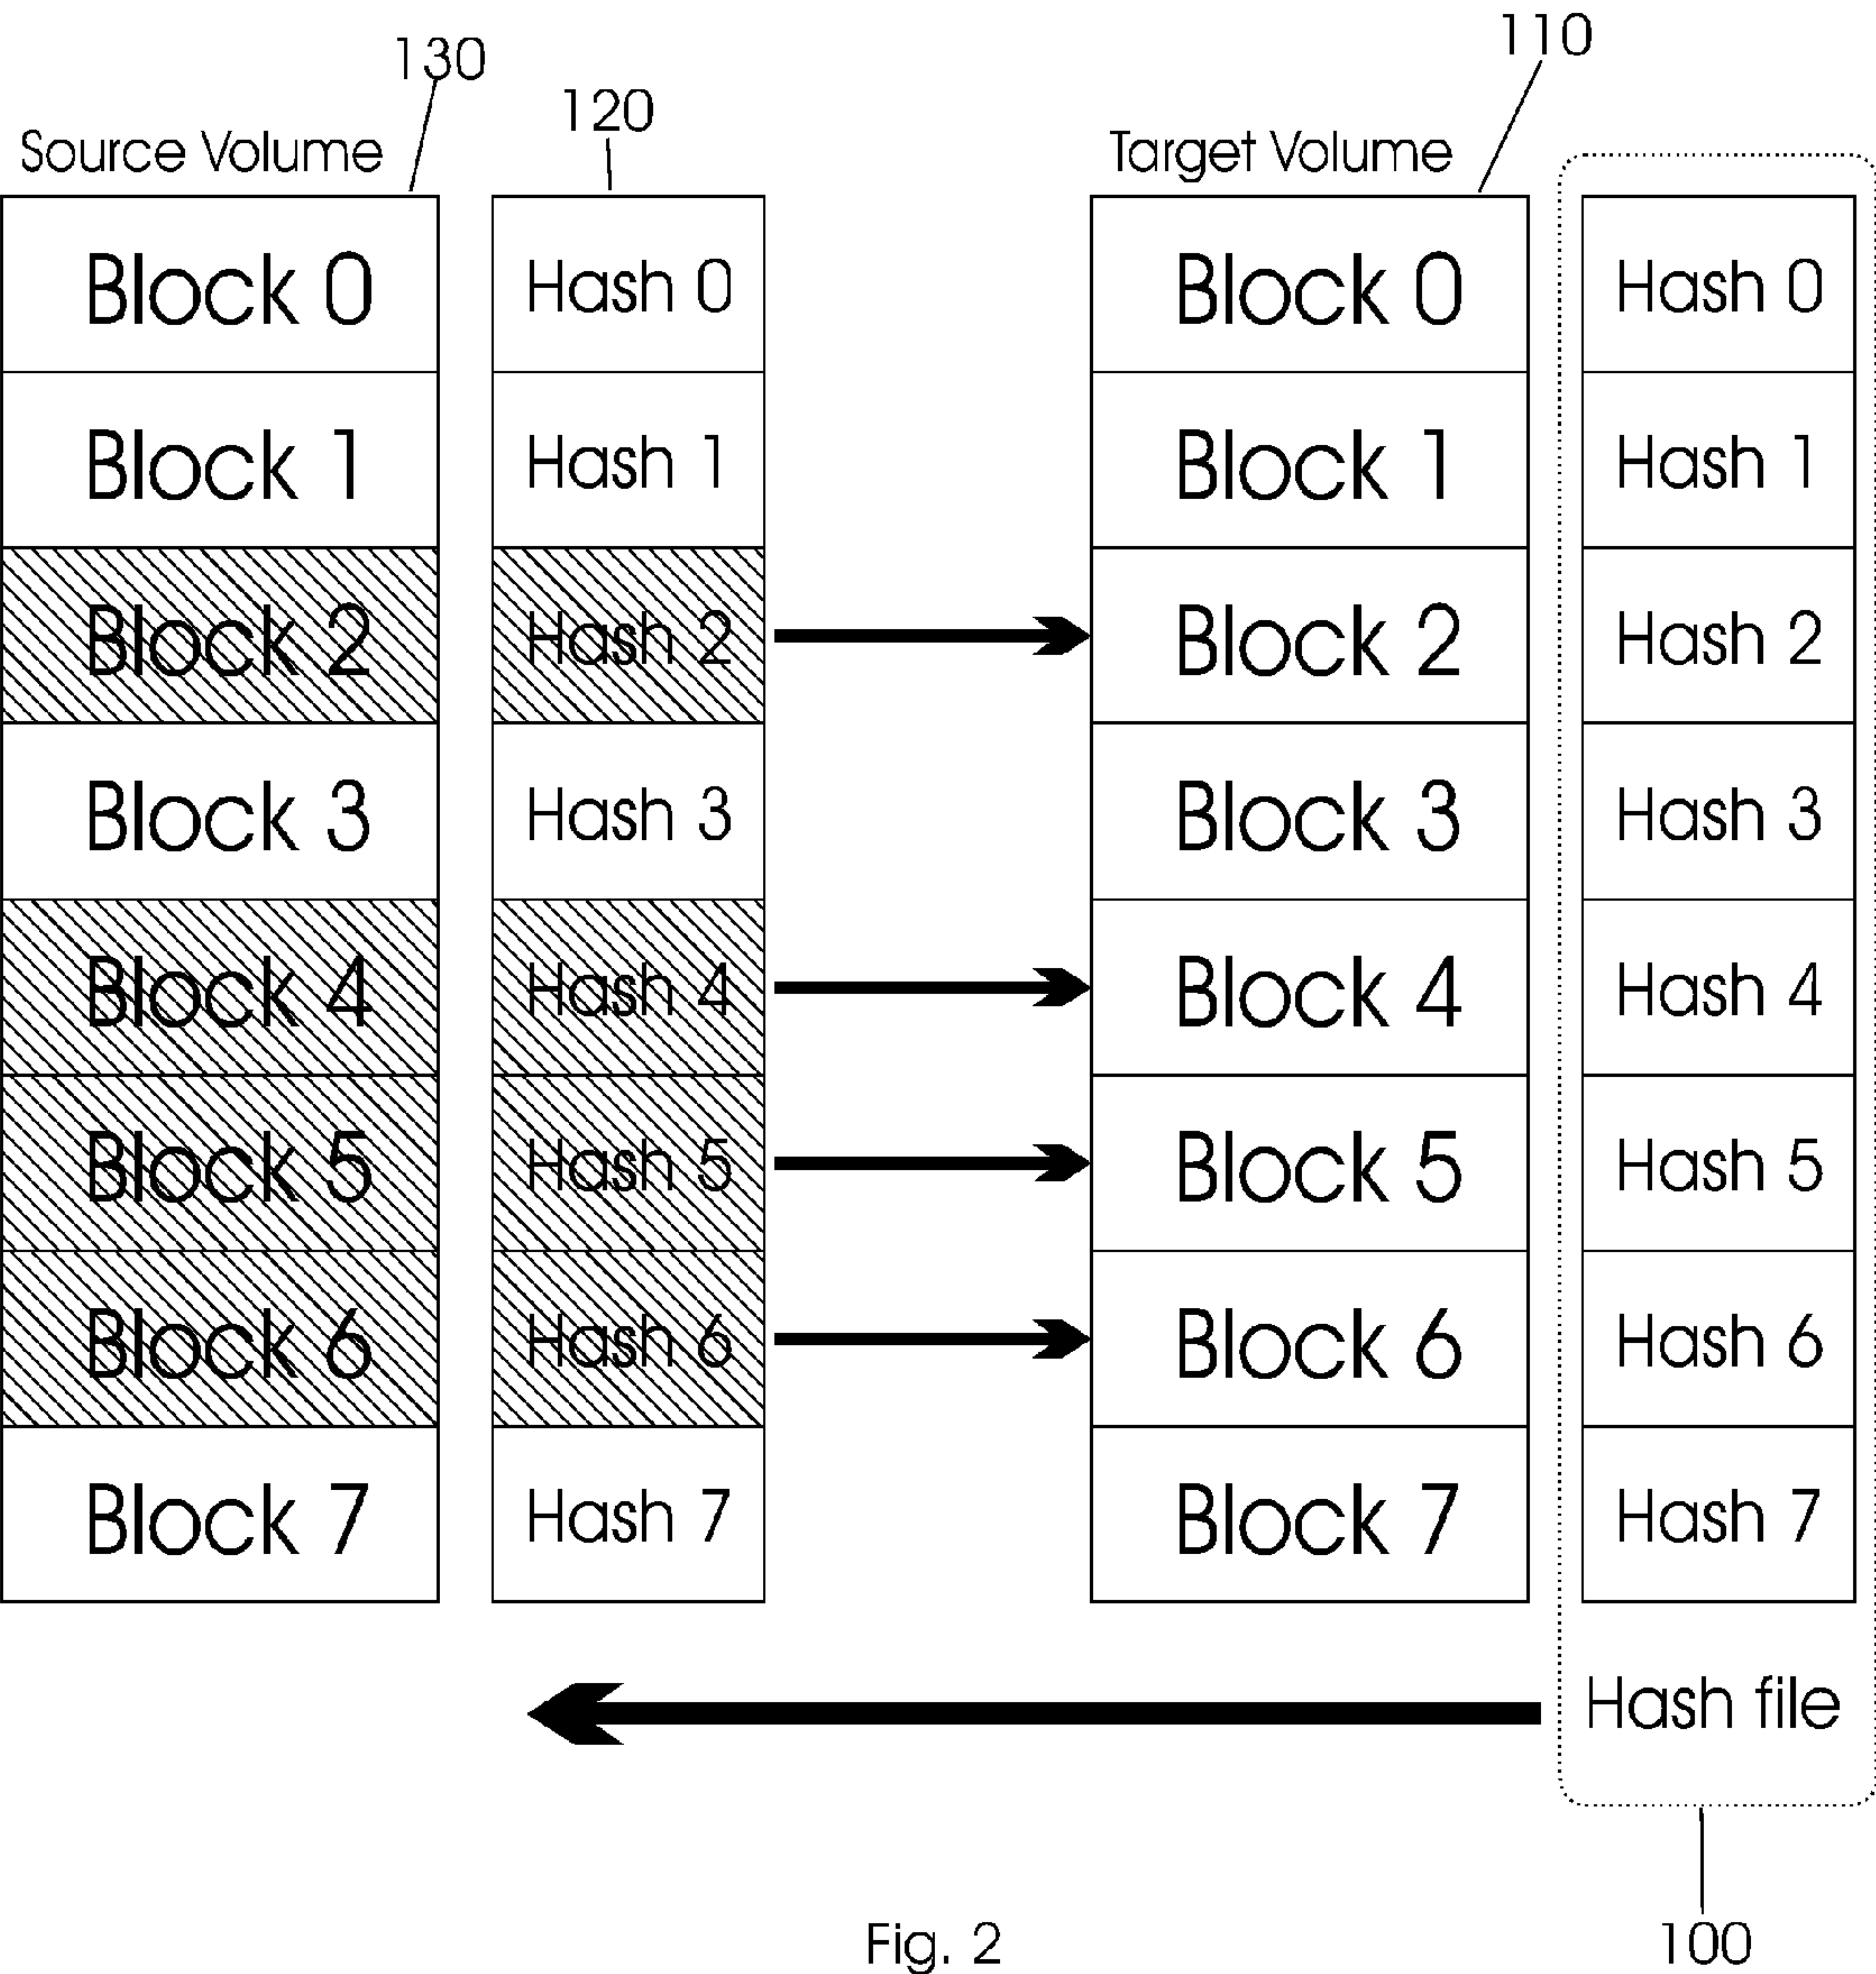 130
110
120
Source Volume
Target Volume
Block 0
Hash 0
Block 0
Hash 0
Block 1
Hash 1
Block 1
Hash 1
Block 2
Hash 2
Block 2
Hash 2
Block 3
Hash 3
Block 3
Hash 3
Block 4
Hash 4
Block 4
Hash 4
Block 5
Hash 5
Block 5
Hash 5
Block 6
Hash 6
Block 6
Hash 6
Block 7
Hash 7
Block 7
Hash 7
Hash file
Fig. 2
100